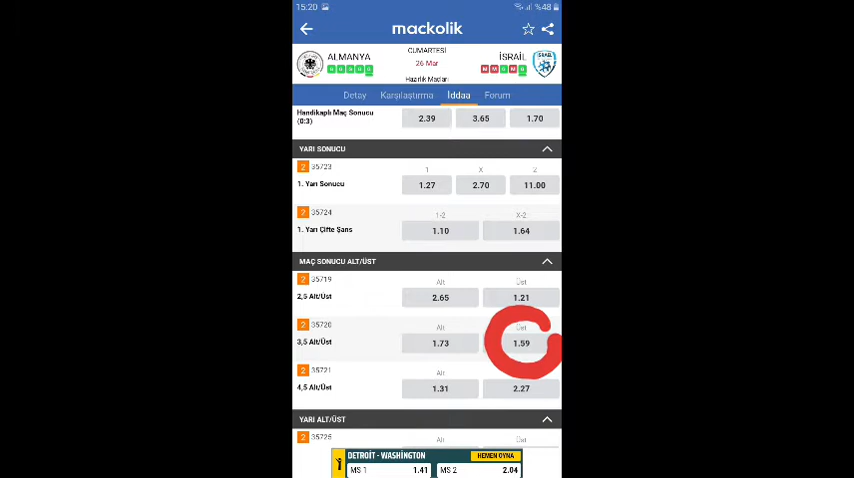 15:20 %48
mackolik
ALMANYA CUMARTESİ İSRAİL
26 Mar
G G G G G M M G M G
Hazırlık Maçları
Detay Karşılaştırma İddaa Forum
Handikaplı Maç Sonucu
(0:3) 2.39 3.65 1.70
YARI SONUCU
2 35723 1 X 2
1. Yarı Sonucu 1.27 2.70 11.00
2 35724 1-2 X-2
1. Yarı Çifte Şans 1.10 1.64
MAÇ SONUCU ALT/ÜST
2 35719 Alt Üst
2,5 Alt/Üst 2.65 1.21
2 35720 Alt Üst
3,5 Alt/Üst 1.73 1.59
2 35721
4,5 Alt/Üst Alt 1.31 2.27
YARI ALT/ÜST
2 35725 Alt Üst
DETROİT - WASHİNGTON HEMEN OYNA
MS 1 1.41 MS 2 2.04